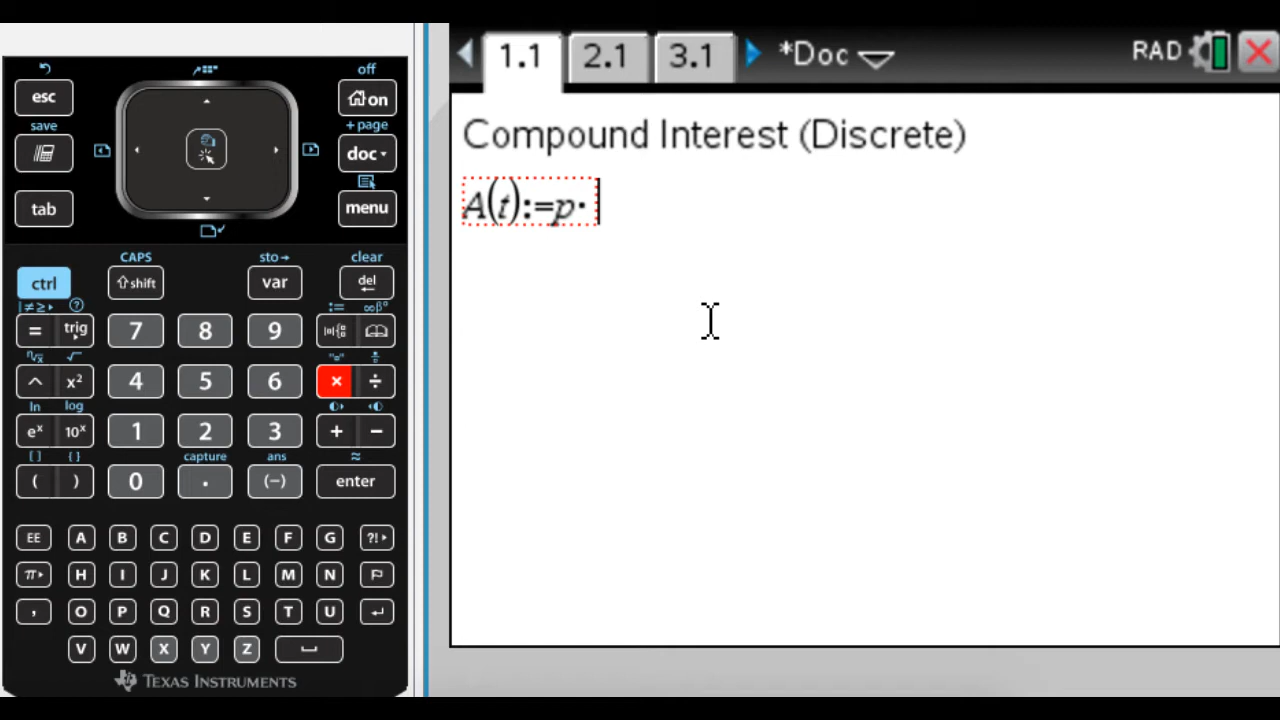 1.1 2.1 3.1 *Doc RAD
Compound Interest (Discrete)
A(t):=p·
off
esc on
save + page
doc
tab menu
CAPS sto→ clear
ctrl shift var del
|≠≥▸ ? := ∞β°
= trig 7 8 9
ⁿ√x √ "∘"
^ x² 4 5 6 × ÷
ln log
eˣ 10ˣ 1 2 3 + −
[ ] { } capture ans ≈
( ) 0 . (−) enter
EE A B C D E F G ?!▸
π▸ H I J K L M N
, O P Q R S T U ↵
V W X Y Z
TEXAS INSTRUMENTS